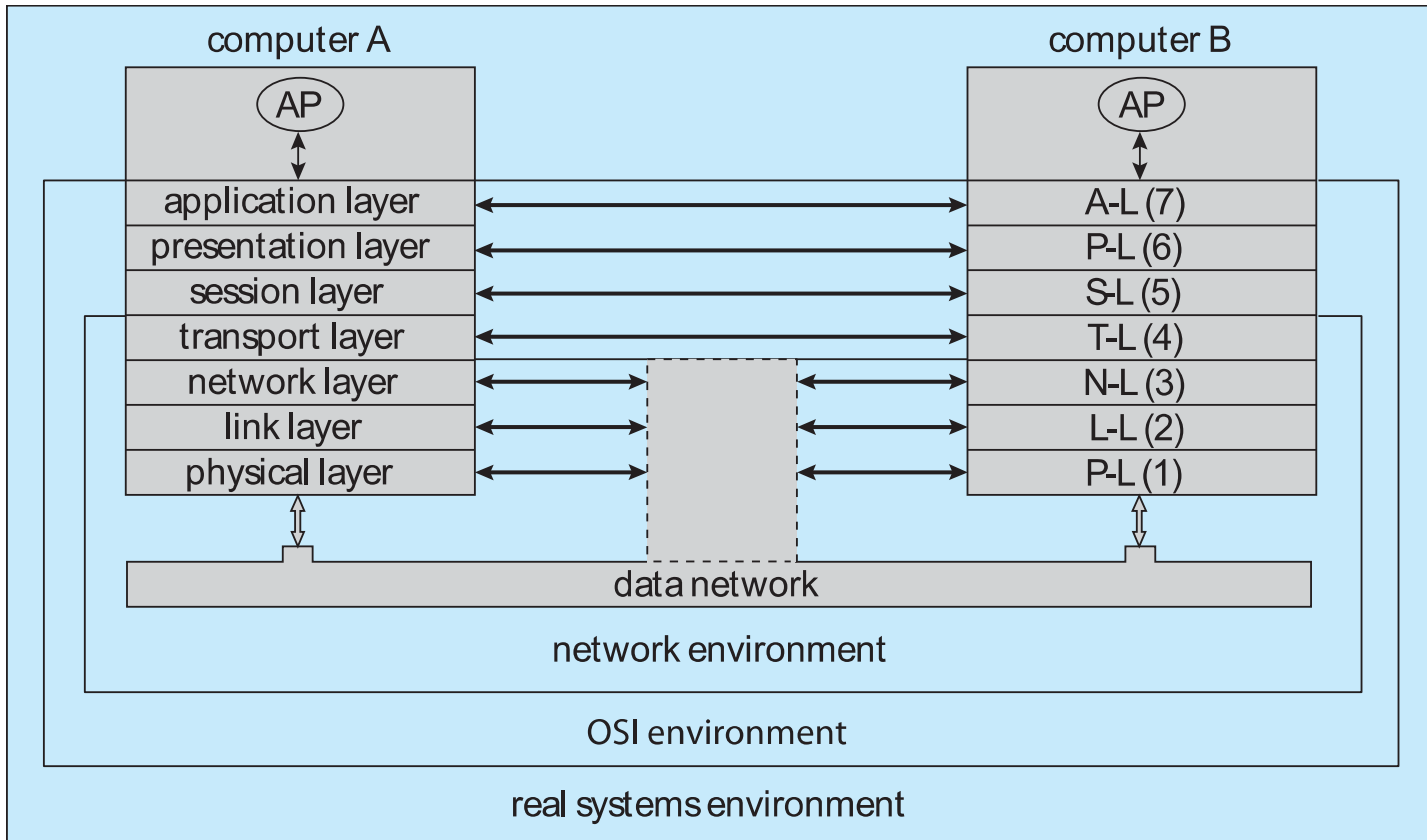 computer A
computer B
AP
AP
application layer
A-L (7)
presentation layer
P-L (6)
session layer
S-L (5)
transport layer
T-L (4)
network layer
N-L (3)
link layer
L-L (2)
physical layer
P-L (1)
data network
network environment
OSI environment
real systems environment